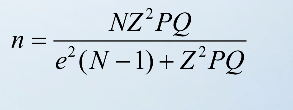 n = NZ²PQ / e²(N − 1) + Z²PQ